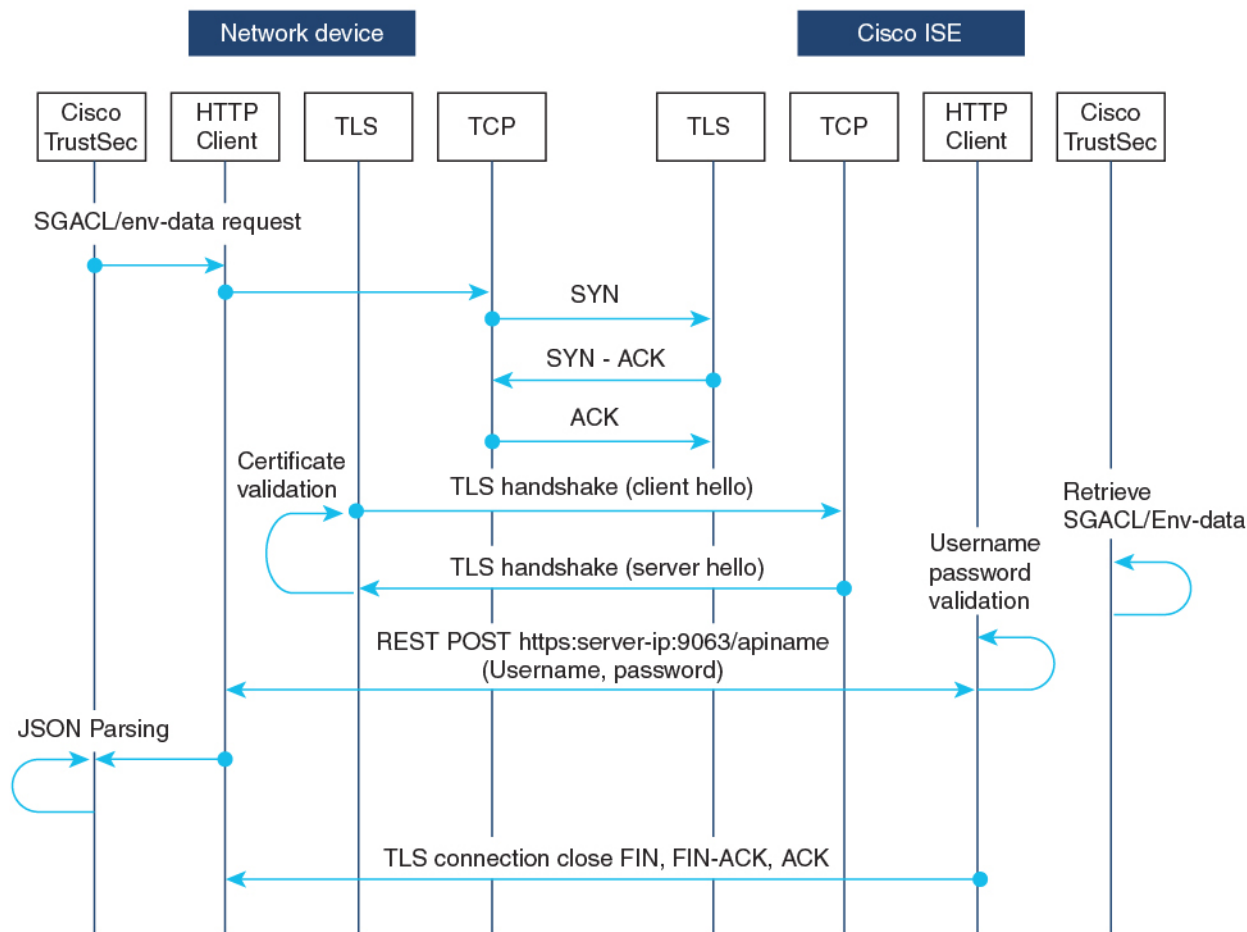 Network device
Cisco ISE
Cisco
TrustSec
HTTP
Client
TLS
TCP
TLS
TCP
HTTP
Client
Cisco
TrustSec
SGACL/env-data request
SYN
SYN - ACK
ACK
Certificate
validation
TLS handshake (client hello)
Retrieve
SGACL/Env-data
Username
password
validation
TLS handshake (server hello)
REST POST https:server-ip:9063/apiname
(Username, password)
JSON Parsing
TLS connection close FIN, FIN-ACK, ACK